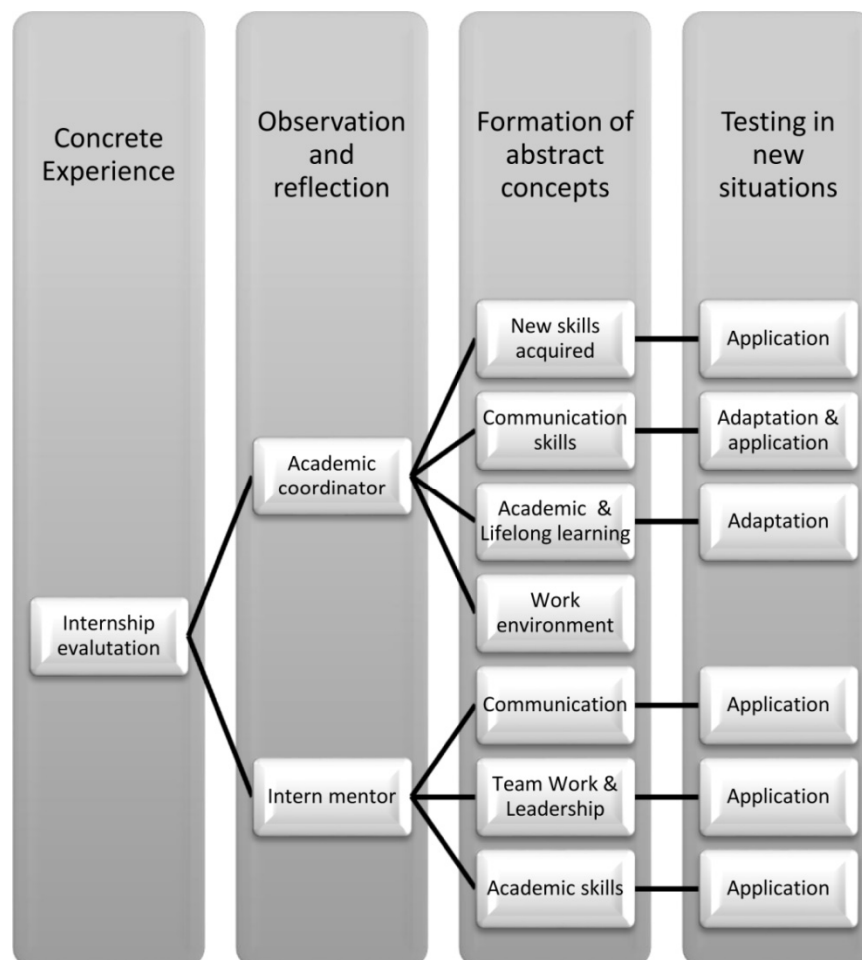 Concrete
Experience
Observation
and
reflection
Formation of
abstract
concepts
Testing in
new
situations
Internship
evalutation
Academic
coordinator
Intern mentor
New skills
acquired
Communication
skills
Academic &
Lifelong learning
Work
environment
Communication
Team Work &
Leadership
Academic skills
Application
Adaptation &
application
Adaptation
Application
Application
Application